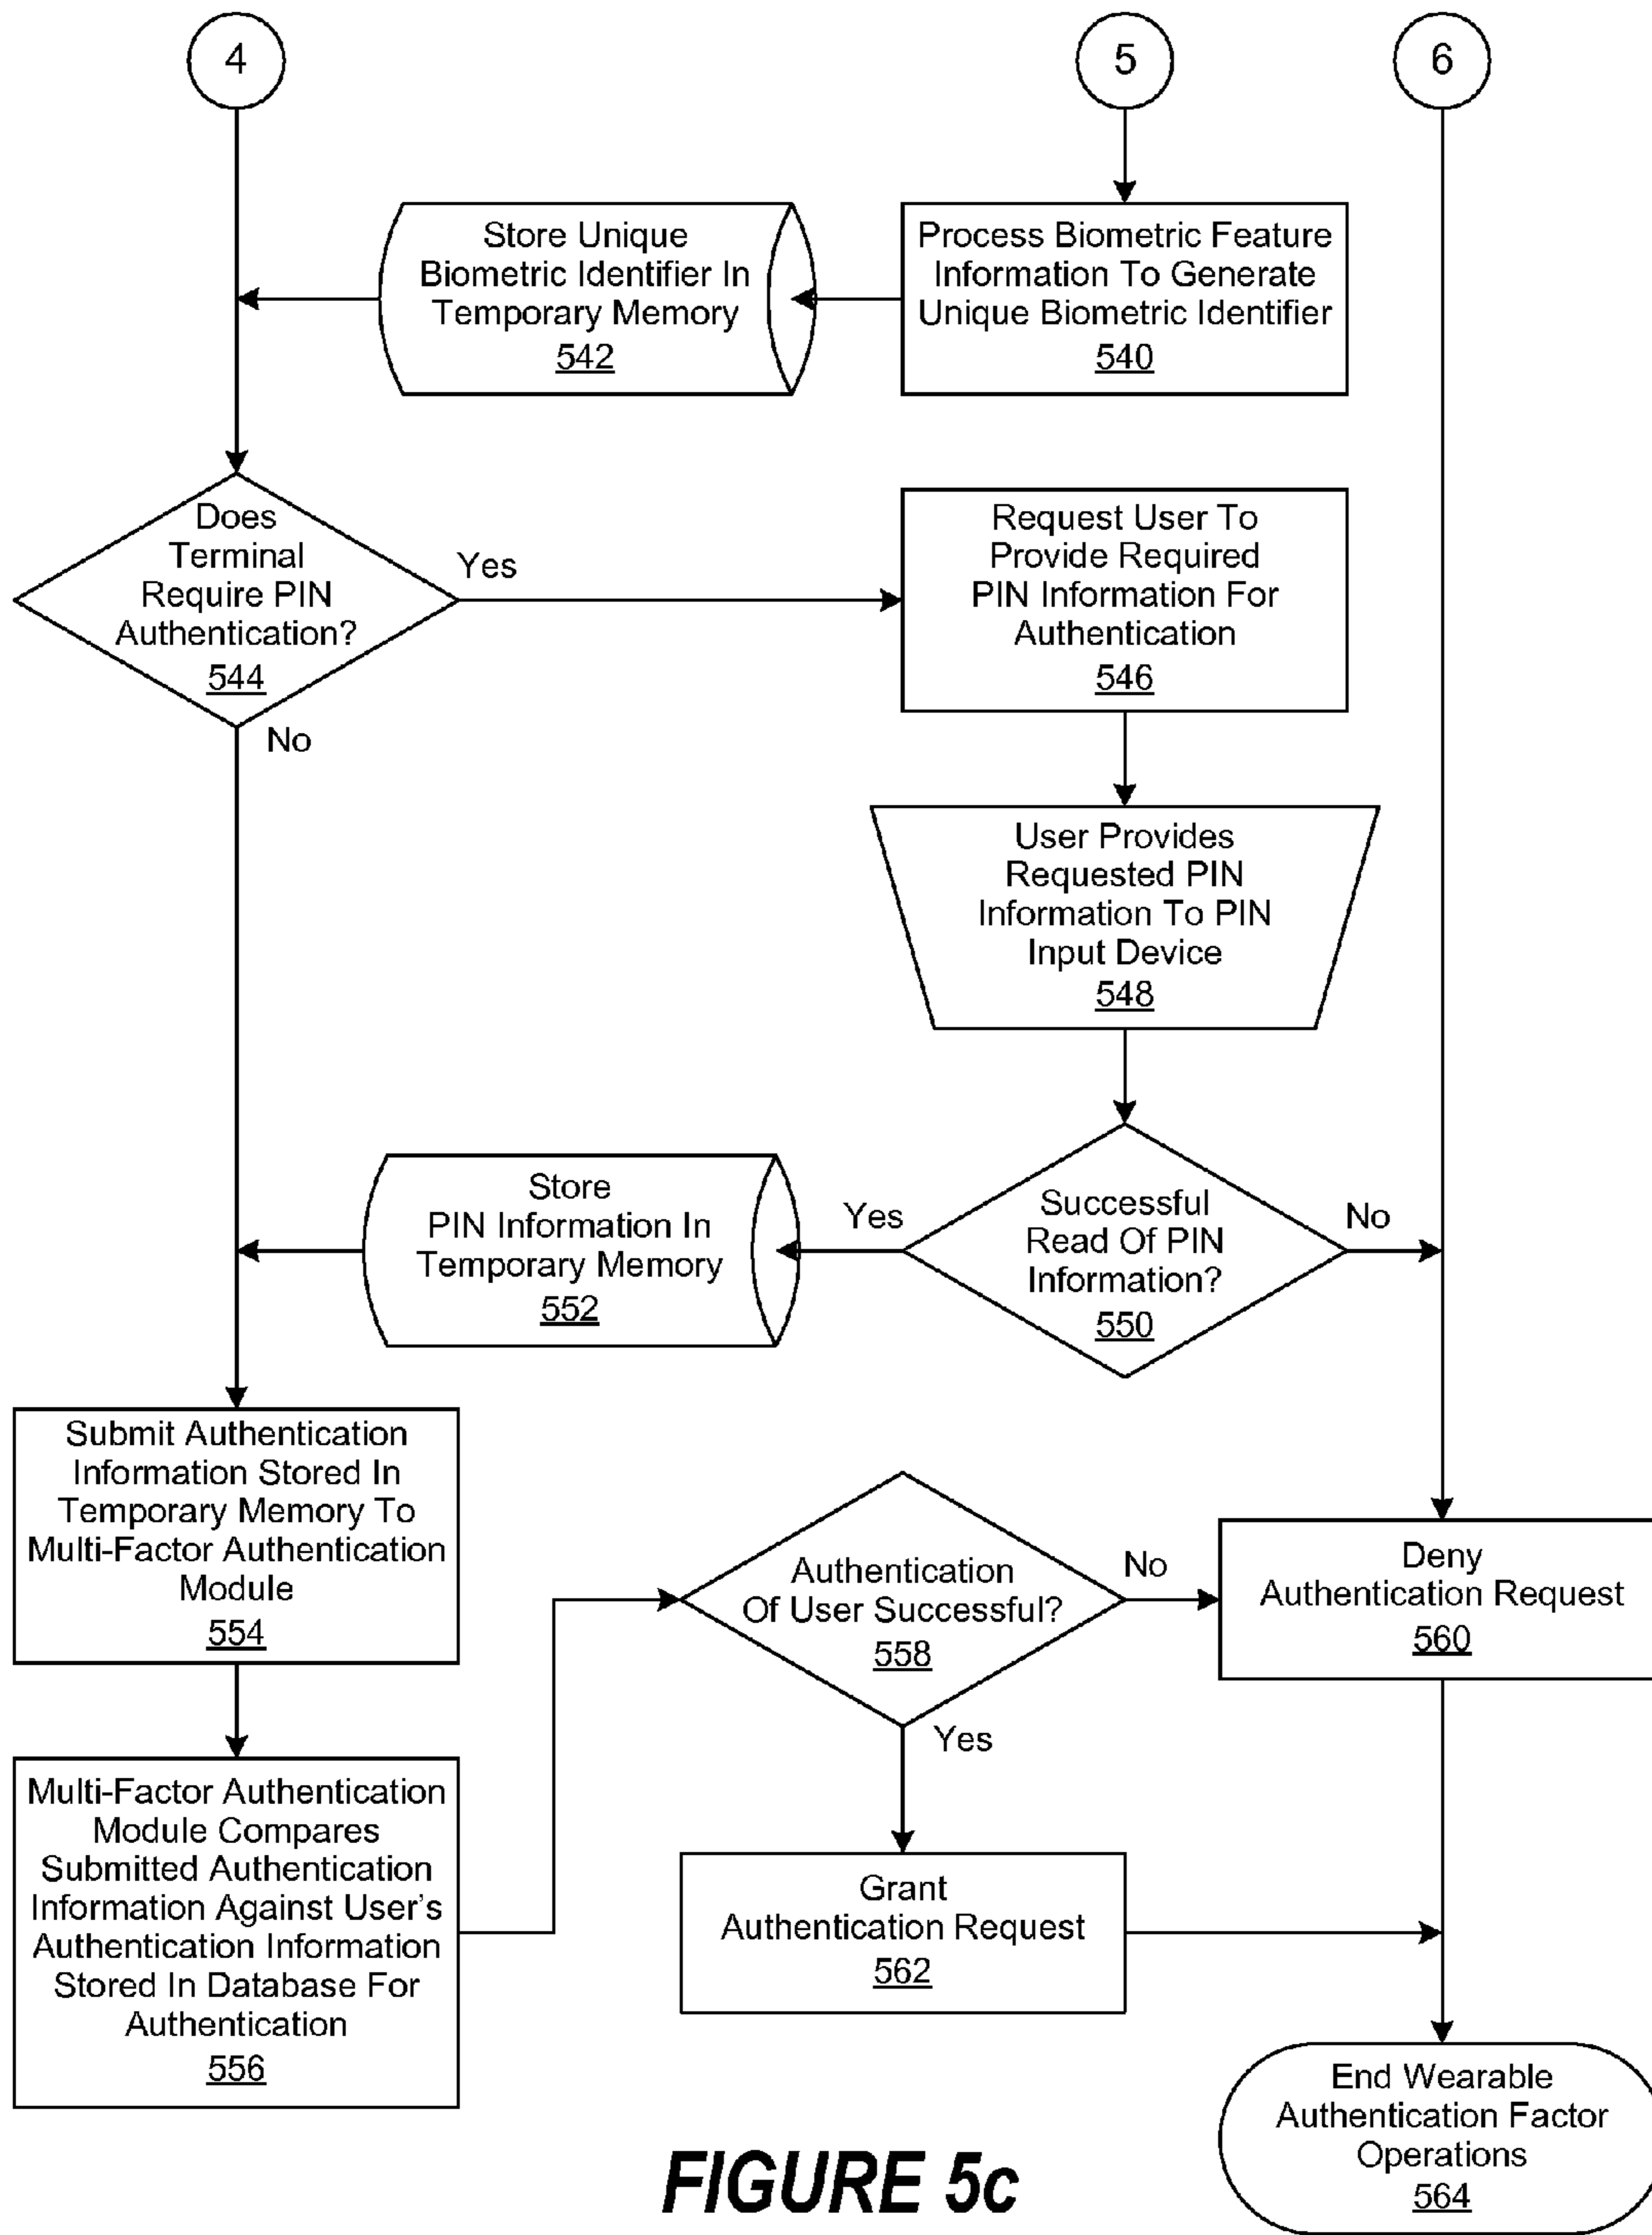 4
5
6
Store Unique
Biometric Identifier In
Temporary Memory
542
Process Biometric Feature
Information To Generate
Unique Biometric Identifier
540
Does
Terminal
Require PIN
Authentication?
544
Yes
No
Request User To
Provide Required
PIN Information For
Authentication
546
User Provides
Requested PIN
Information To PIN
Input Device
548
Store
PIN Information In
Temporary Memory
552
Yes
Successful
Read Of PIN
Information?
550
No
Submit Authentication
Information Stored In
Temporary Memory To
Multi-Factor Authentication
Module
554
Authentication
Of User Successful?
558
No
Yes
Deny
Authentication Request
560
Multi-Factor Authentication
Module Compares
Submitted Authentication
Information Against User's
Authentication Information
Stored In Database For
Authentication
556
Grant
Authentication Request
562
End Wearable
Authentication Factor
Operations
564
FIGURE 5c